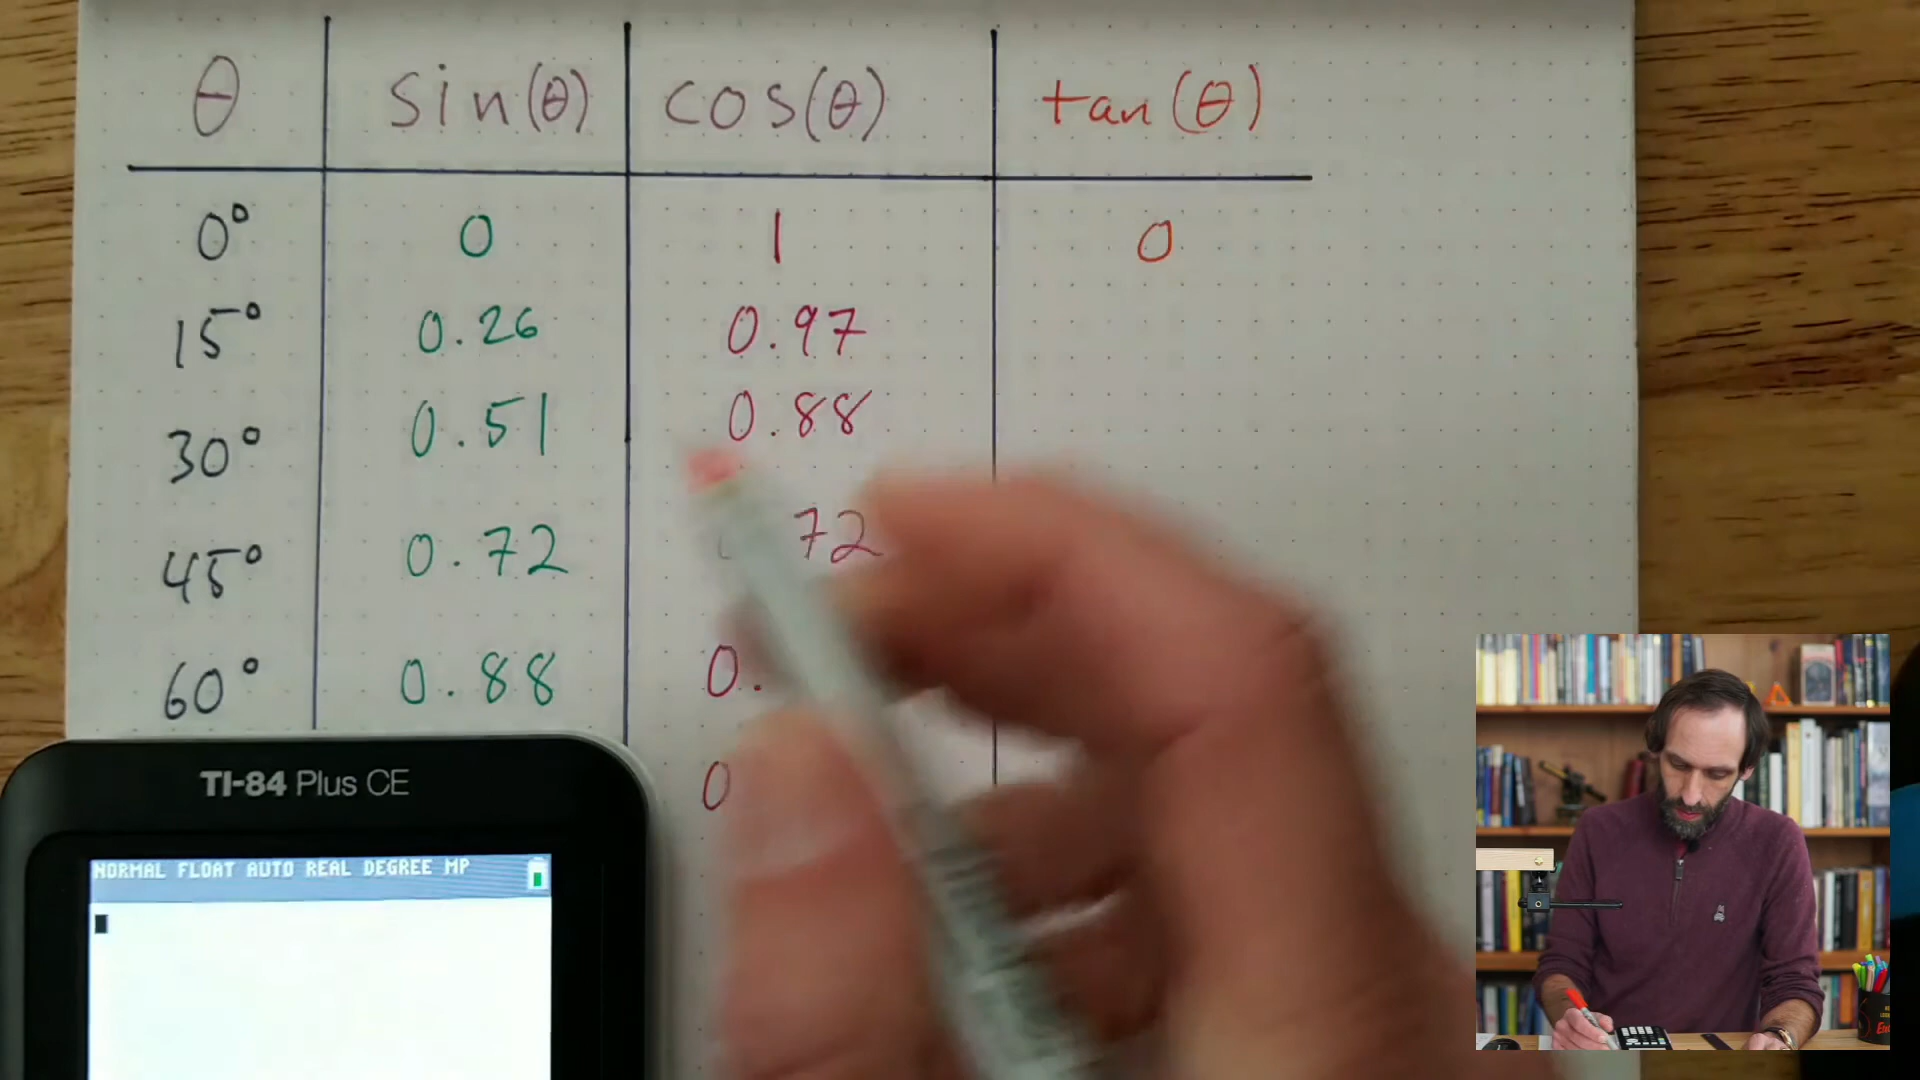 θ sin(θ) cos(θ) tan(θ)
0° 0 1 0
15° 0.26 0.97
30° 0.51 0.88
45° 0.72 72
60° 0.88 0.
0
TI-84 Plus CE
NORMAL FLOAT AUTO REAL DEGREE MP